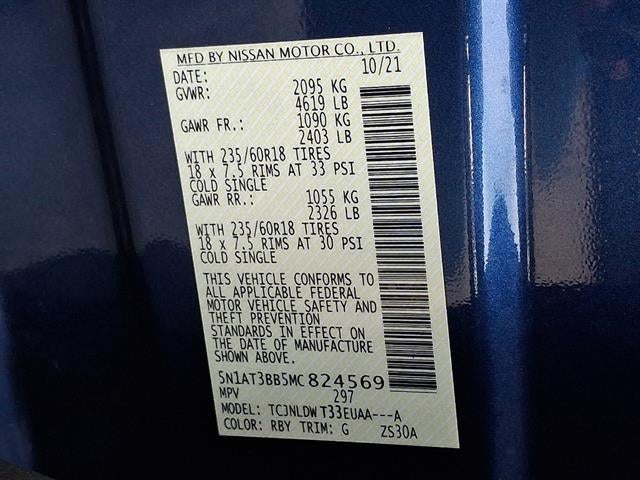 MFD BY NISSAN MOTOR CO., LTD.
DATE: 10/21
GVWR: 2095 KG
4619 LB
GAWR FR.: 1090 KG
2403 LB
WITH 235/60R18 TIRES
18 x 7.5 RIMS AT 33 PSI
COLD SINGLE
GAWR RR.: 1055 KG
2326 LB
WITH 235/60R18 TIRES
18 x 7.5 RIMS AT 30 PSI
COLD SINGLE
THIS VEHICLE CONFORMS TO
ALL APPLICABLE FEDERAL
MOTOR VEHICLE SAFETY AND
THEFT PREVENTION
STANDARDS IN EFFECT ON
THE DATE OF MANUFACTURE
SHOWN ABOVE.
5N1AT3BB5MC824569
MPV 297
MODEL: TCJNLDW T33EUAA---A
COLOR: RBY TRIM: G ZS30A